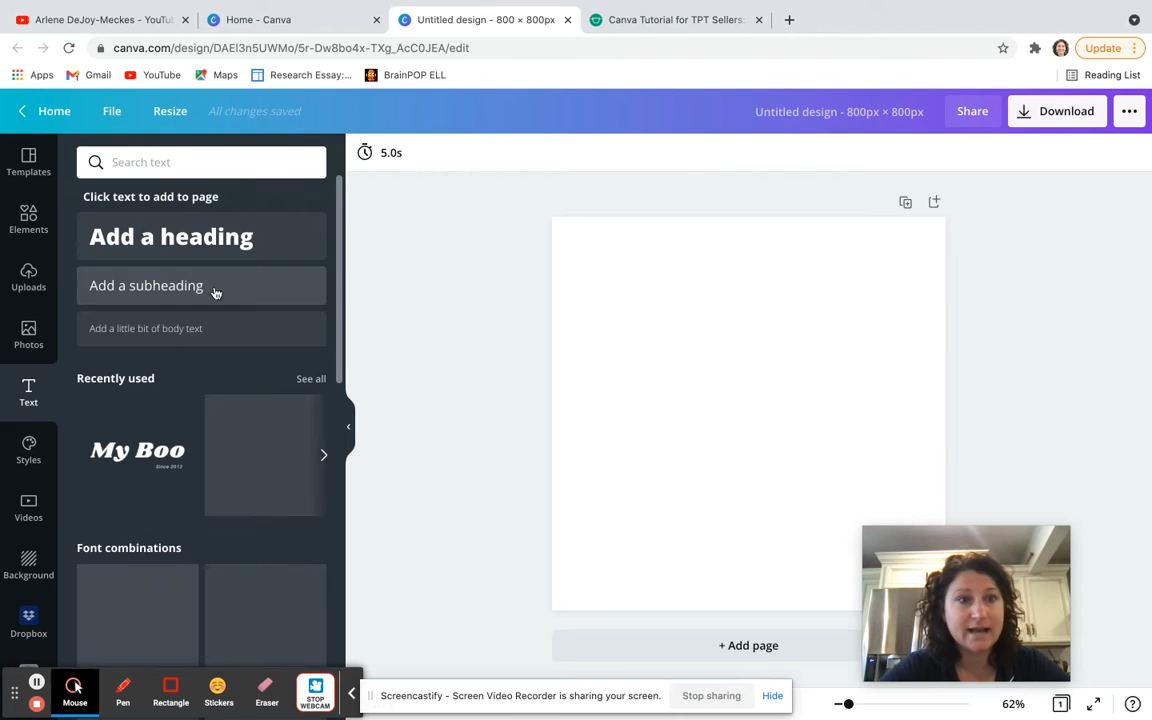 Arlene DeJoy-Meckes - YouTu
Home - Canva
Untitled design - 800 × 800px
Canva Tutorial for TPT Sellers:
canva.com/design/DAEl3n5UWMo/5r-Dw8bo4x-TXg_AcC0JEA/edit
Update
Apps
Gmail
YouTube
Maps
Research Essay:...
BrainPOP ELL
Reading List
Home
File
Resize
All changes saved
Untitled design - 800px × 800px
Share
Download
Templates
Elements
Uploads
Photos
Text
Styles
Videos
Background
Dropbox
Search text
Click text to add to page
Add a heading
Add a subheading
Add a little bit of body text
Recently used
See all
My Boo
Since 2012
Font combinations
5.0s
+ Add page
Mouse
Pen
Rectangle
Stickers
Eraser
STOP
WEBCAM
Screencastify - Screen Video Recorder is sharing your screen.
Stop sharing
Hide
62%
1